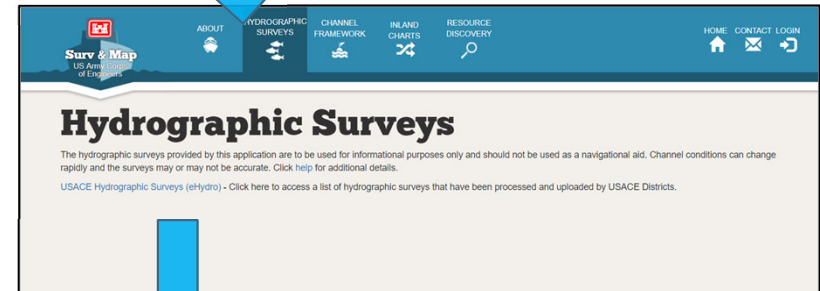 ABOUT
HYDROGRAPHIC
SURVEYS
CHANNEL
FRAMEWORK
INLAND
CHARTS
RESOURCE
DISCOVERY
HOME CONTACT LOGIN
Surv & Map
US Army Corps
of Engineers
Hydrographic Surveys
The hydrographic surveys provided by this application are to be used for informational purposes only and should not be used as a navigational aid. Channel conditions can change
rapidly and the surveys may or may not be accurate. Click help for additional details.
USACE Hydrographic Surveys (eHydro) - Click here to access a list of hydrographic surveys that have been processed and uploaded by USACE Districts.